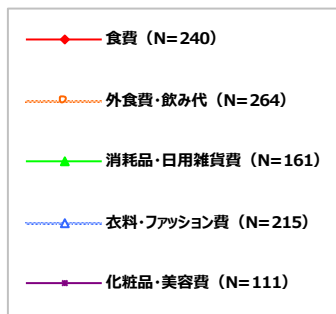 食費（N=240）
外食費・飲み代（N=264）
消耗品・日用雑貨費（N=161）
衣料・ファッション費（N=215）
化粧品・美容費（N=111）